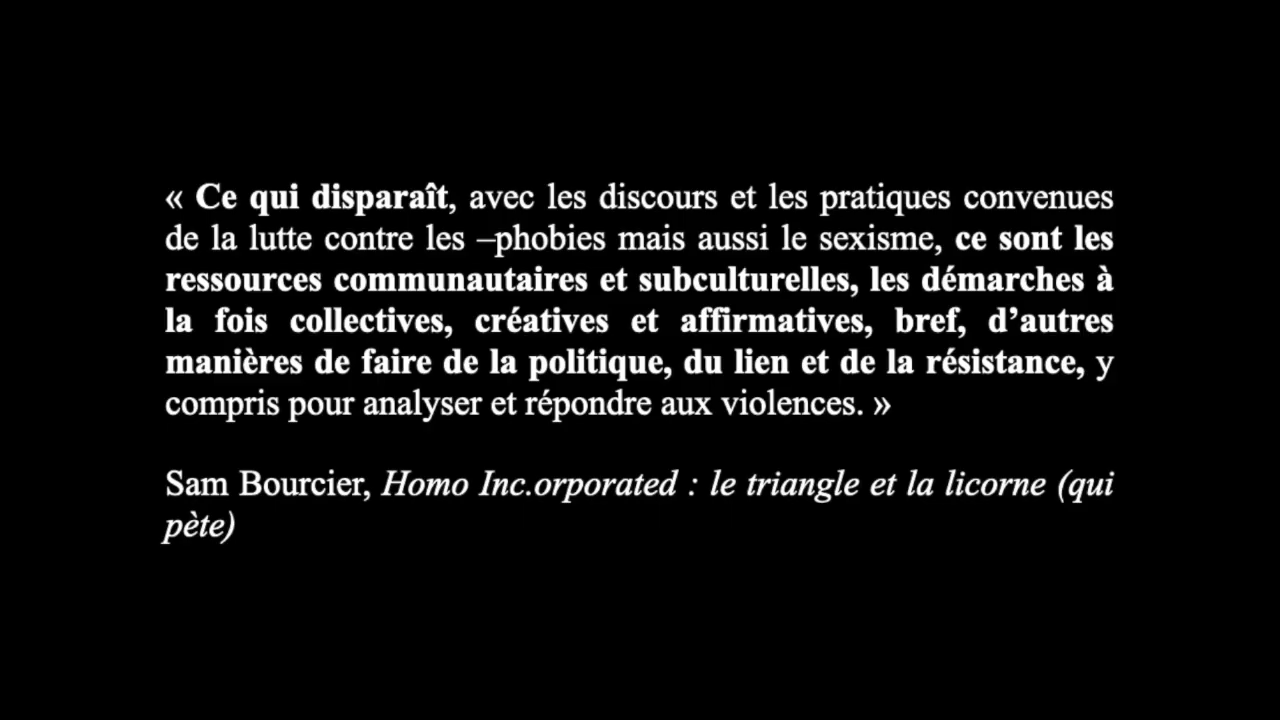 « Ce qui disparaît, avec les discours et les pratiques convenues
de la lutte contre les –phobies mais aussi le sexisme, ce sont les
ressources communautaires et subculturelles, les démarches à
la fois collectives, créatives et affirmatives, bref, d’autres
manières de faire de la politique, du lien et de la résistance, y
compris pour analyser et répondre aux violences. »
Sam Bourcier, Homo Inc.orporated : le triangle et la licorne (qui
pète)